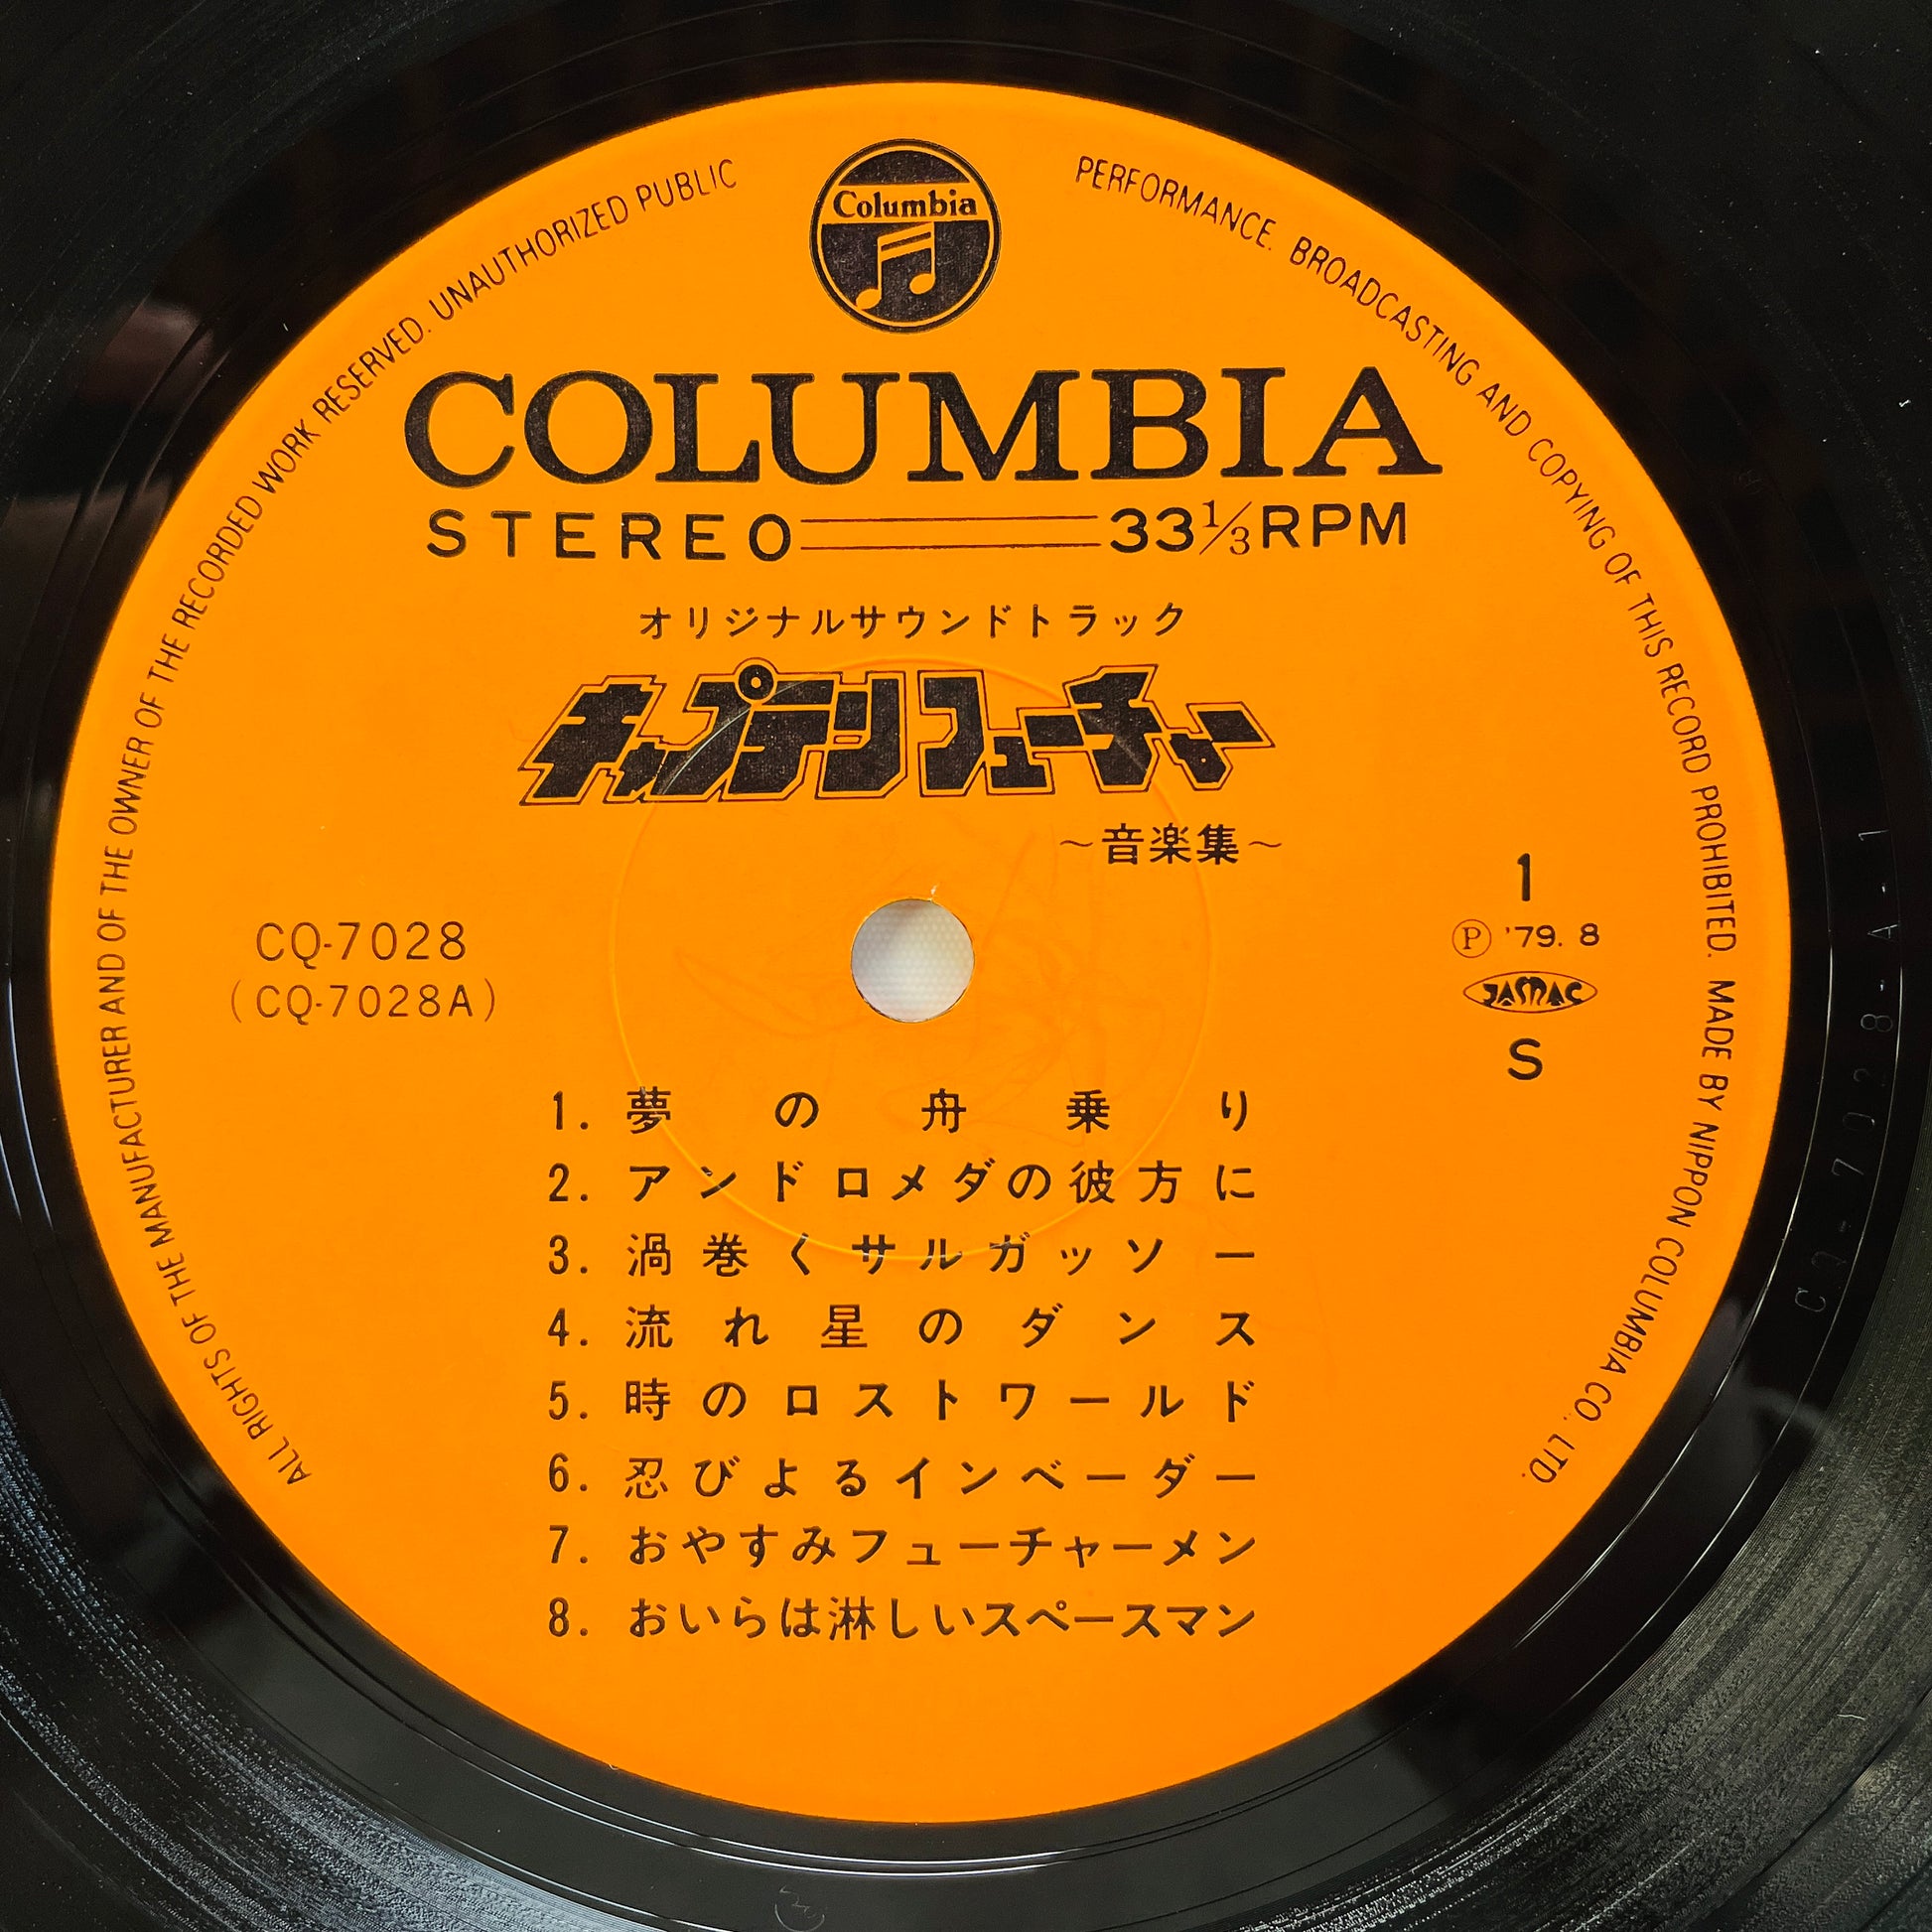 ALL RIGHTS OF THE MANUFACTURER AND OF THE OWNER OF THE RECORDED WORK RESERVED. UNAUTHORIZED PUBLIC PERFORMANCE. BROADCASTING AND COPYING OF THIS RECORD PROHIBITED. MADE BY NIPPON COLUMBIA CO., LTD.
Columbia
COLUMBIA
STEREO 33⅓RPM
オリジナルサウンドトラック
キャプテンフューチャー
〜音楽集〜
CQ-7028
(CQ-7028A)
1
Ⓟ '79. 8
JASMAC
S
1. 夢の舟乗り
2. アンドロメダの彼方に
3. 渦巻くサルガッソー
4. 流れ星のダンス
5. 時のロストワールド
6. 忍びよるインベーダー
7. おやすみフューチャーメン
8. おいらは淋しいスペースマン
CQ-7028-A-1